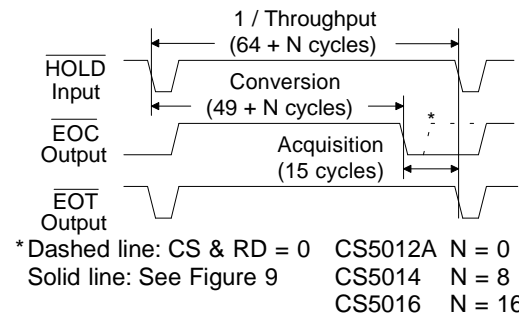 1 / Throughput
(64 + N cycles)
HOLD
Input
Conversion
(49 + N cycles)
*
EOC
Output
Acquisition
(15 cycles)
EOT
Output
*Dashed line: CS & RD = 0 CS5012A N = 0
Solid line: See Figure 9 CS5014 N = 8
CS5016 N = 16